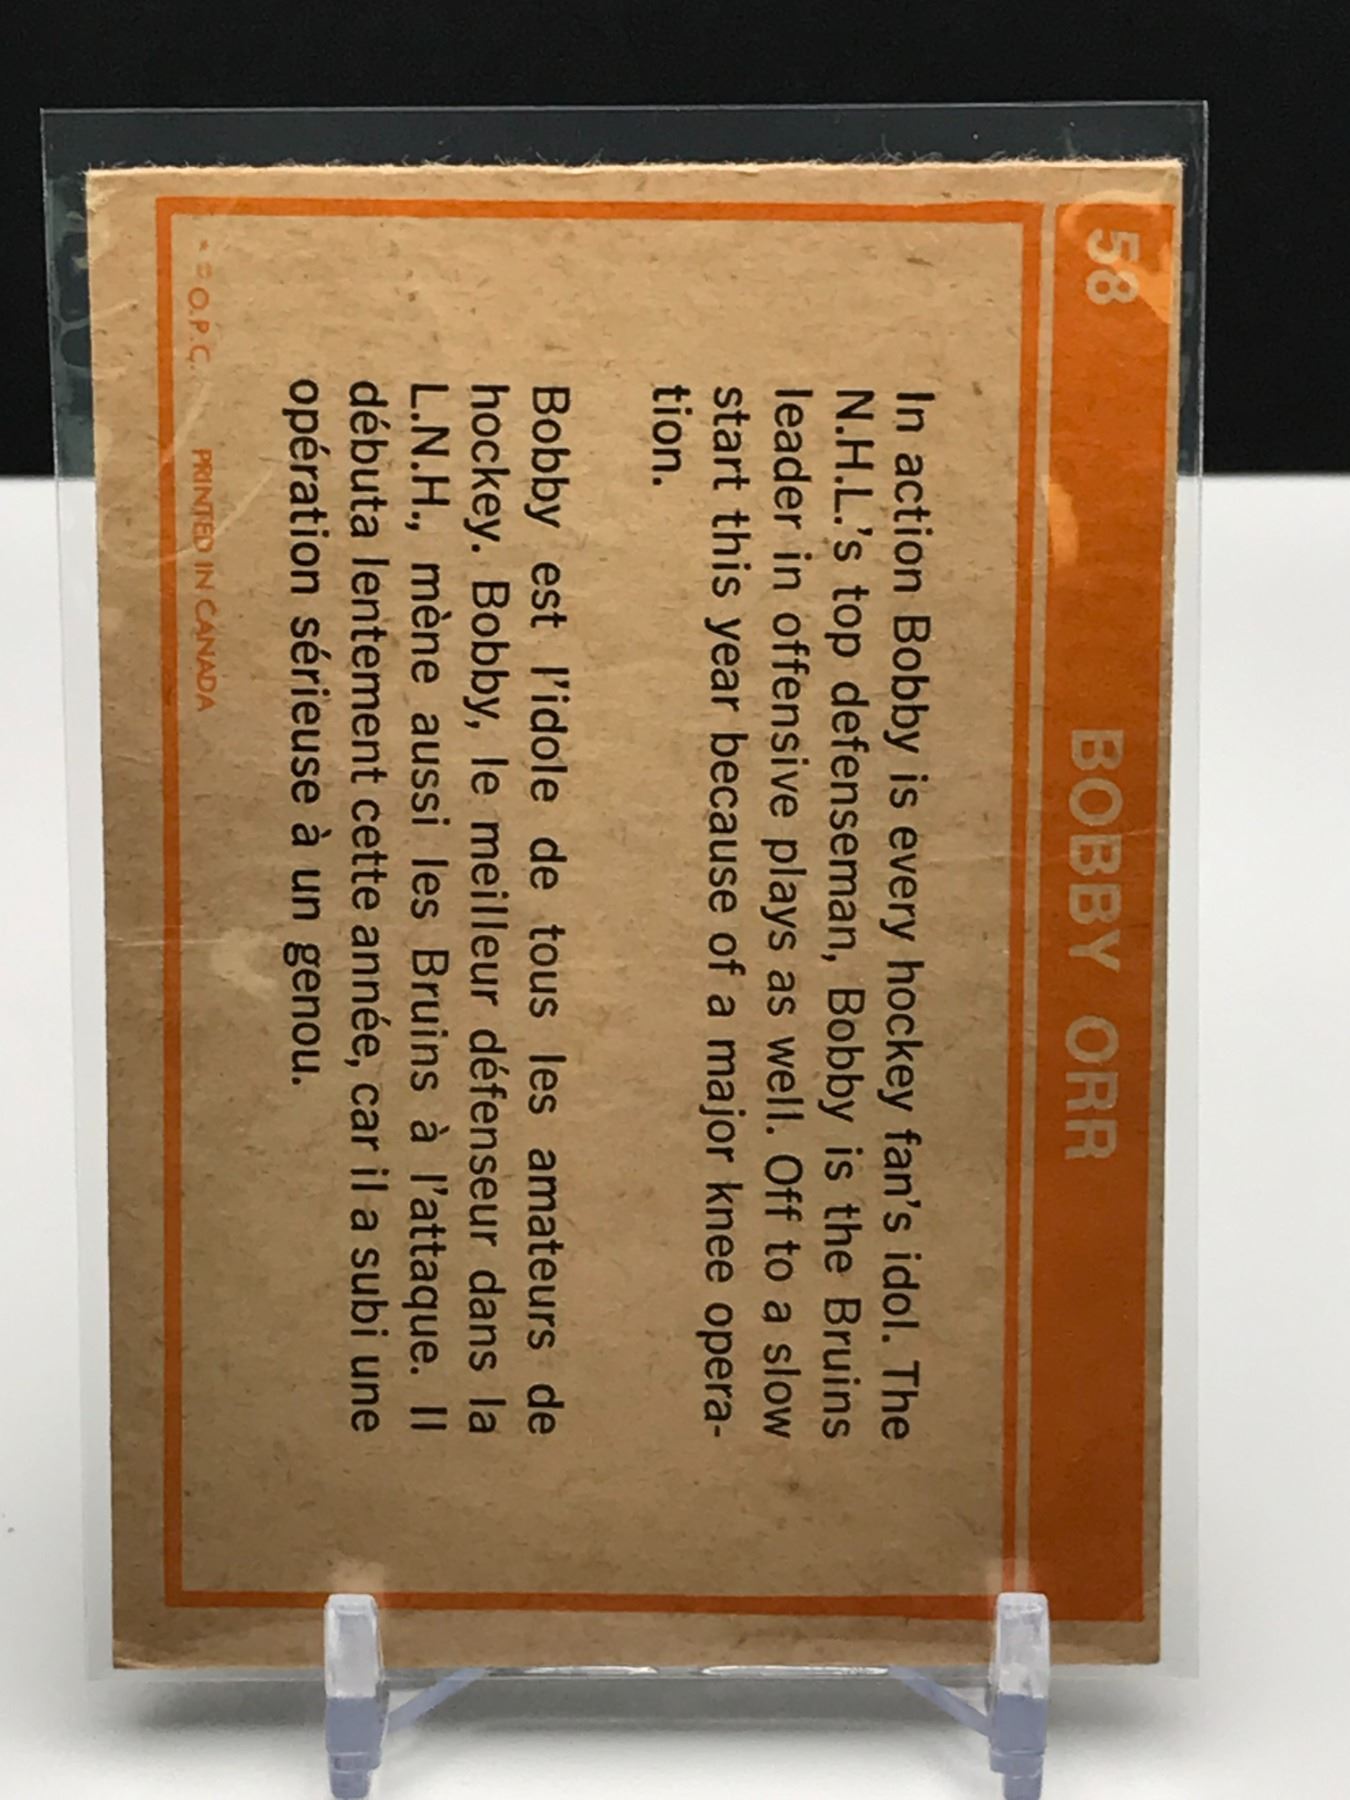 58 BOBBY ORR
In action Bobby is every hockey fan's idol. The
N.H.L.'s top defenseman, Bobby is the Bruins
leader in offensive plays as well. Off to a slow
start this year because of a major knee opera-
tion.
Bobby est l'idole de tous les amateurs de
hockey. Bobby, le meilleur défenseur dans la
L.N.H., mène aussi les Bruins à l'attaque. Il
débuta lentement cette année, car il a subi une
opération sérieuse à un genou.
* © O.P.C. PRINTED IN CANADA